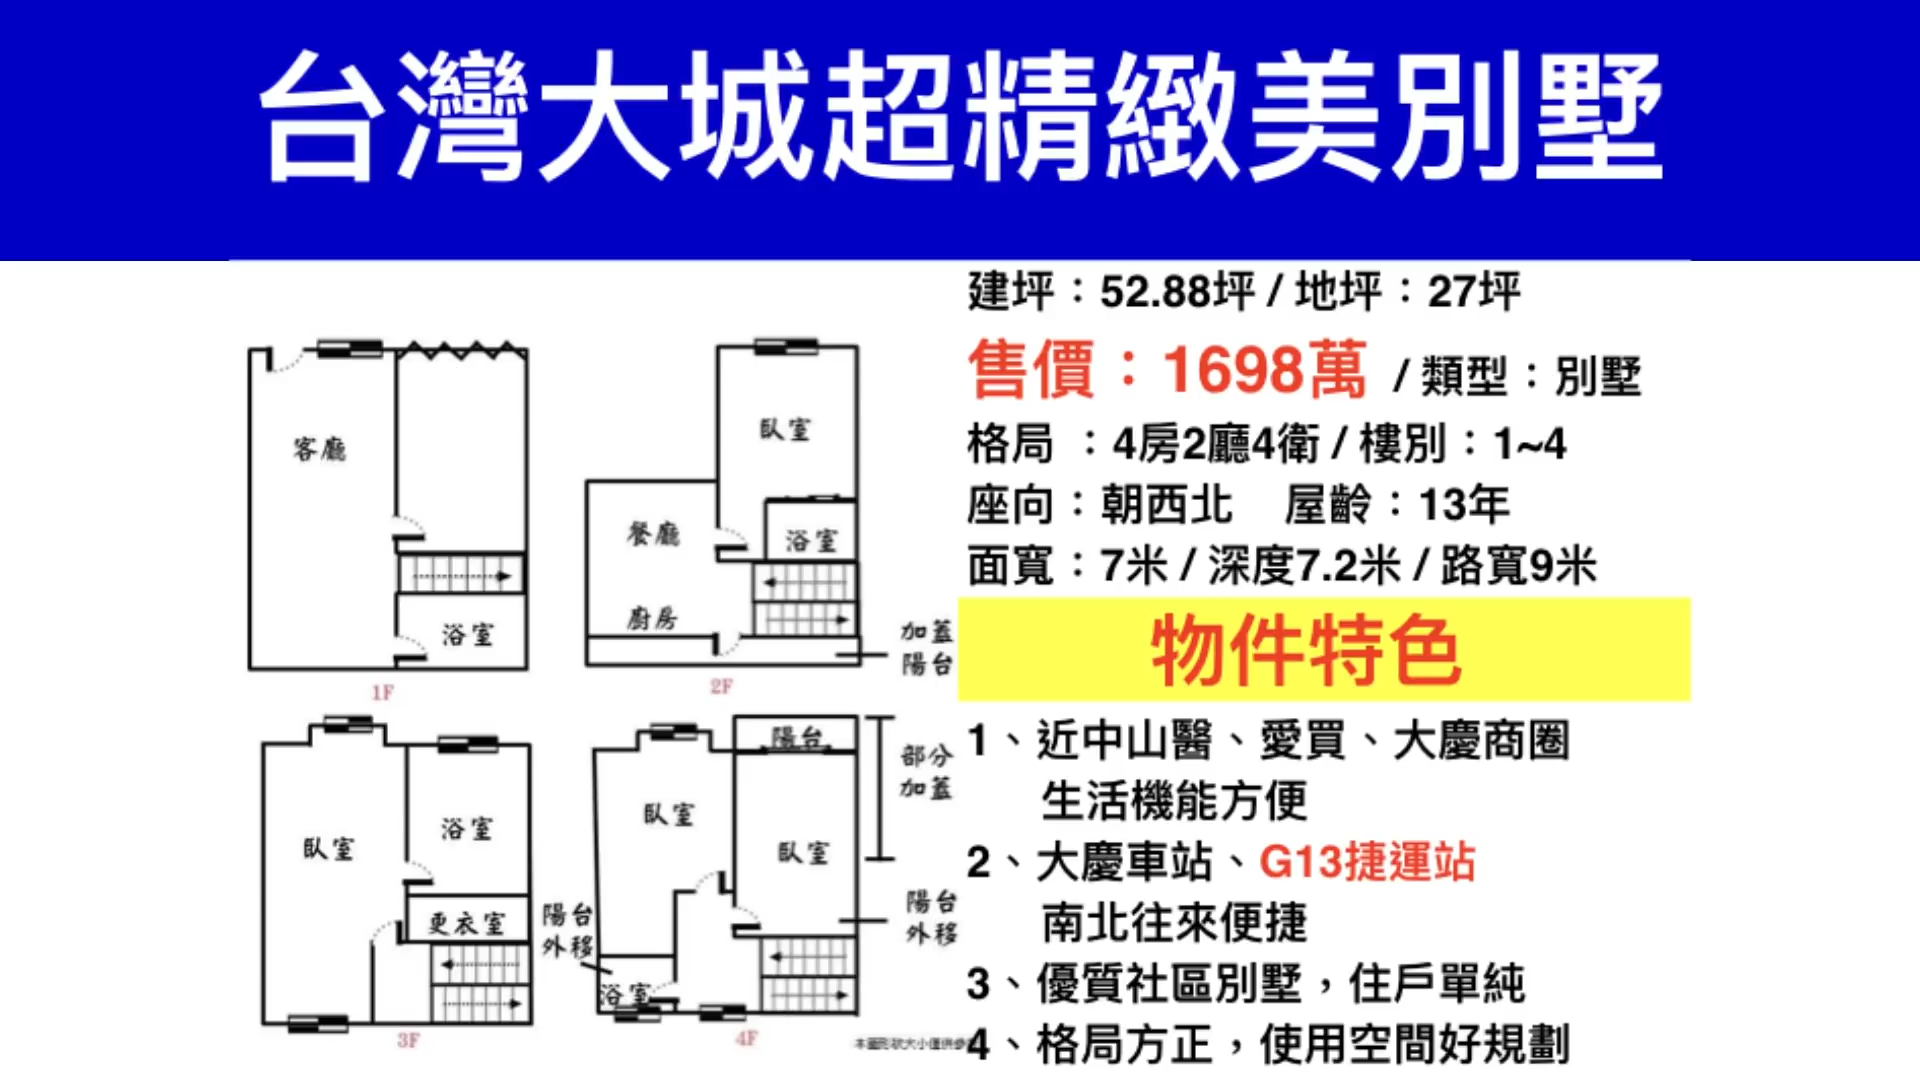 台灣大城超精緻美別墅
建坪：52.88坪 / 地坪：27坪
售價：1698萬 / 類型：別墅
格局 ：4房2廳4衛 / 樓別：1~4
座向：朝西北 屋齡：13年
面寬：7米 / 深度7.2米 / 路寬9米
物件特色
1、近中山醫、愛買、大慶商圈
生活機能方便
2、大慶車站、G13捷運站
南北往來便捷
3、優質社區別墅，住戶單純
4、格局方正，使用空間好規劃
客廳
浴室
1F
臥室
餐廳
浴室
廚房
加蓋
陽台
2F
臥室
浴室
更衣室
3F
陽台
部分
加蓋
臥室
臥室
陽台
外移
陽台
外移
浴室
4F
本圖形狀大小僅供參